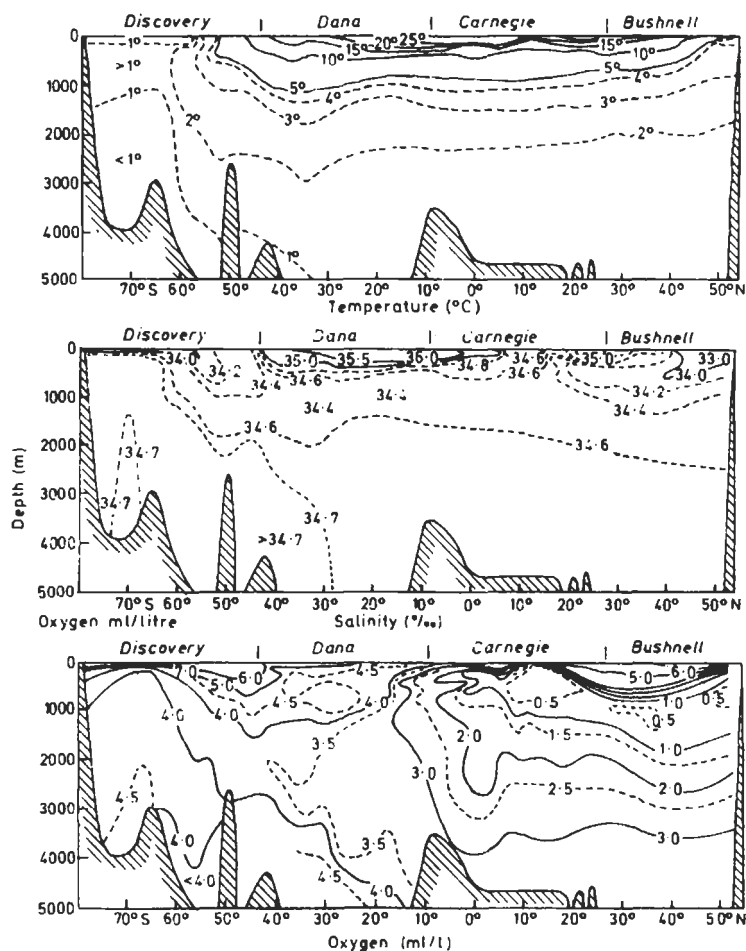 Discovery Dana Carnegie Bushnell
0 1° 15° 20° 25° 15°
>1° 10° 10°
1000 5° 5°
1° 4° 4°
2000 2° 3° 3°
<1° 2°
3000
4000
1°
5000
70°S 60° 50° 40° 30° 20° 10° 0° 10° 20° 30° 40° 50°N
Temperature (°C)
Discovery Dana Carnegie Bushnell
0 34.0 35.0 35.5 36.0 34.6 35.0 33.0
34.2 34.8 34.0
34.4 34.6 34.6 34.2
1000 34.4 34.4 34.4
2000 34.6 34.6
34.7
3000
34.7 34.7
4000 >34.7
5000
Depth (m)
70°S 60° 50° 40° 30° 20° 10° 0° 10° 20° 30° 40° 50°N
Oxygen ml/litre Salinity (°/₀₀)
Discovery Dana Carnegie Bushnell
0 6.0 4.5 6.0
5.0 5.0
4.0 4.0 4.5 4.0 0.5 1.0 0.5
1000 0.5
3.5 2.0 1.5 1.0
2000 3.0
4.5 2.5 2.0
3000 3.0
4.0 3.5
4000
<4.0 4.5 4.0
5000
70°S 60° 50° 40° 30° 20° 10° 0° 10° 20° 30° 40° 50°N
Oxygen (ml/l)